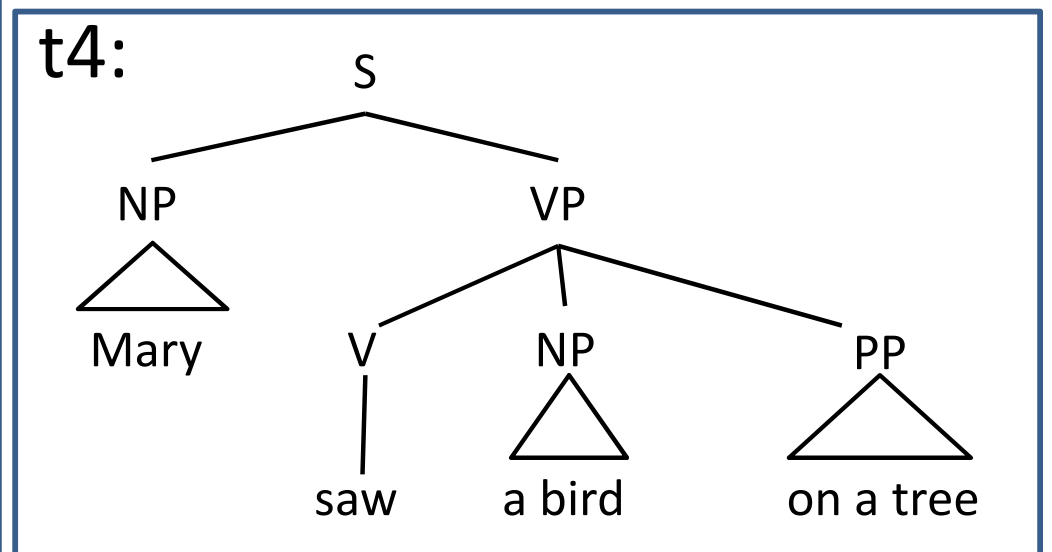 t4:
S
NP VP
Mary V NP PP
saw a bird on a tree